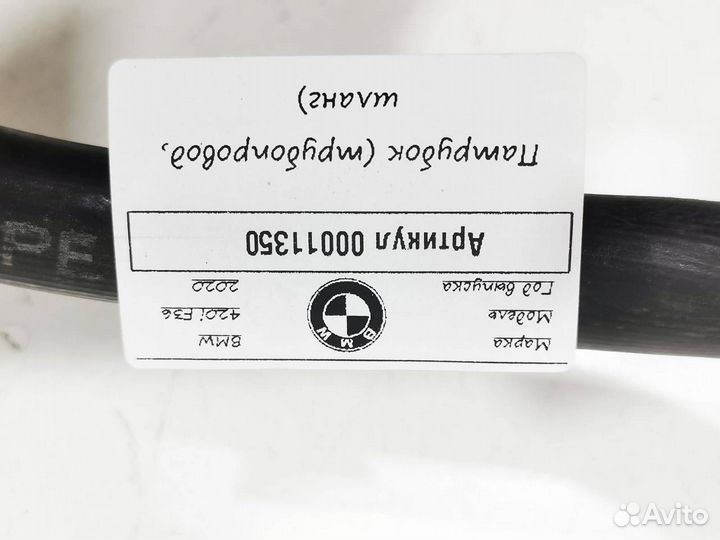 Марка BMW
Модель 420i F36
Год выпуска 2020
BMW
Артикул 00011350
Патрубок (трубопровод,
шланг)
Avito